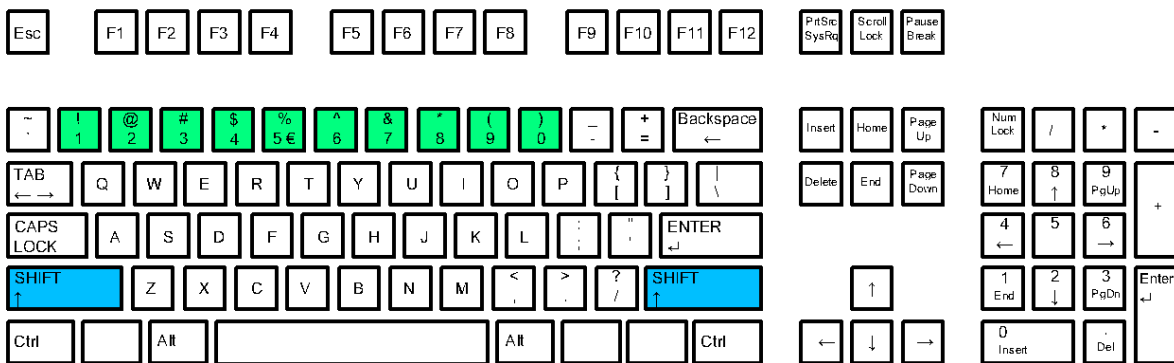 Esc F1 F2 F3 F4 F5 F6 F7 F8 F9 F10 F11 F12 PrtSrc Scroll Pause
SysRq Lock Break
~ ! @ # $ % ^ & * ( ) _ + Backspace Insert Home Page Num / * -
` 1 2 3 4 5 € 6 7 8 9 0 - = ← Up Lock
TAB Q W E R T Y U I O P { } | Delete End Page 7 8 9 +
← → [ ] \ Down Home ↑ PgUp
CAPS A S D F G H J K L : " ENTER 4 5 6
LOCK ; ' ↵ ← →
SHIFT Z X C V B N M < > ? SHIFT ↑ 1 2 3 Enter
↑ , . / ↑ End ↓ PgDn ↵
Ctrl Alt Alt Ctrl ← ↓ → 0 .
Insert Del